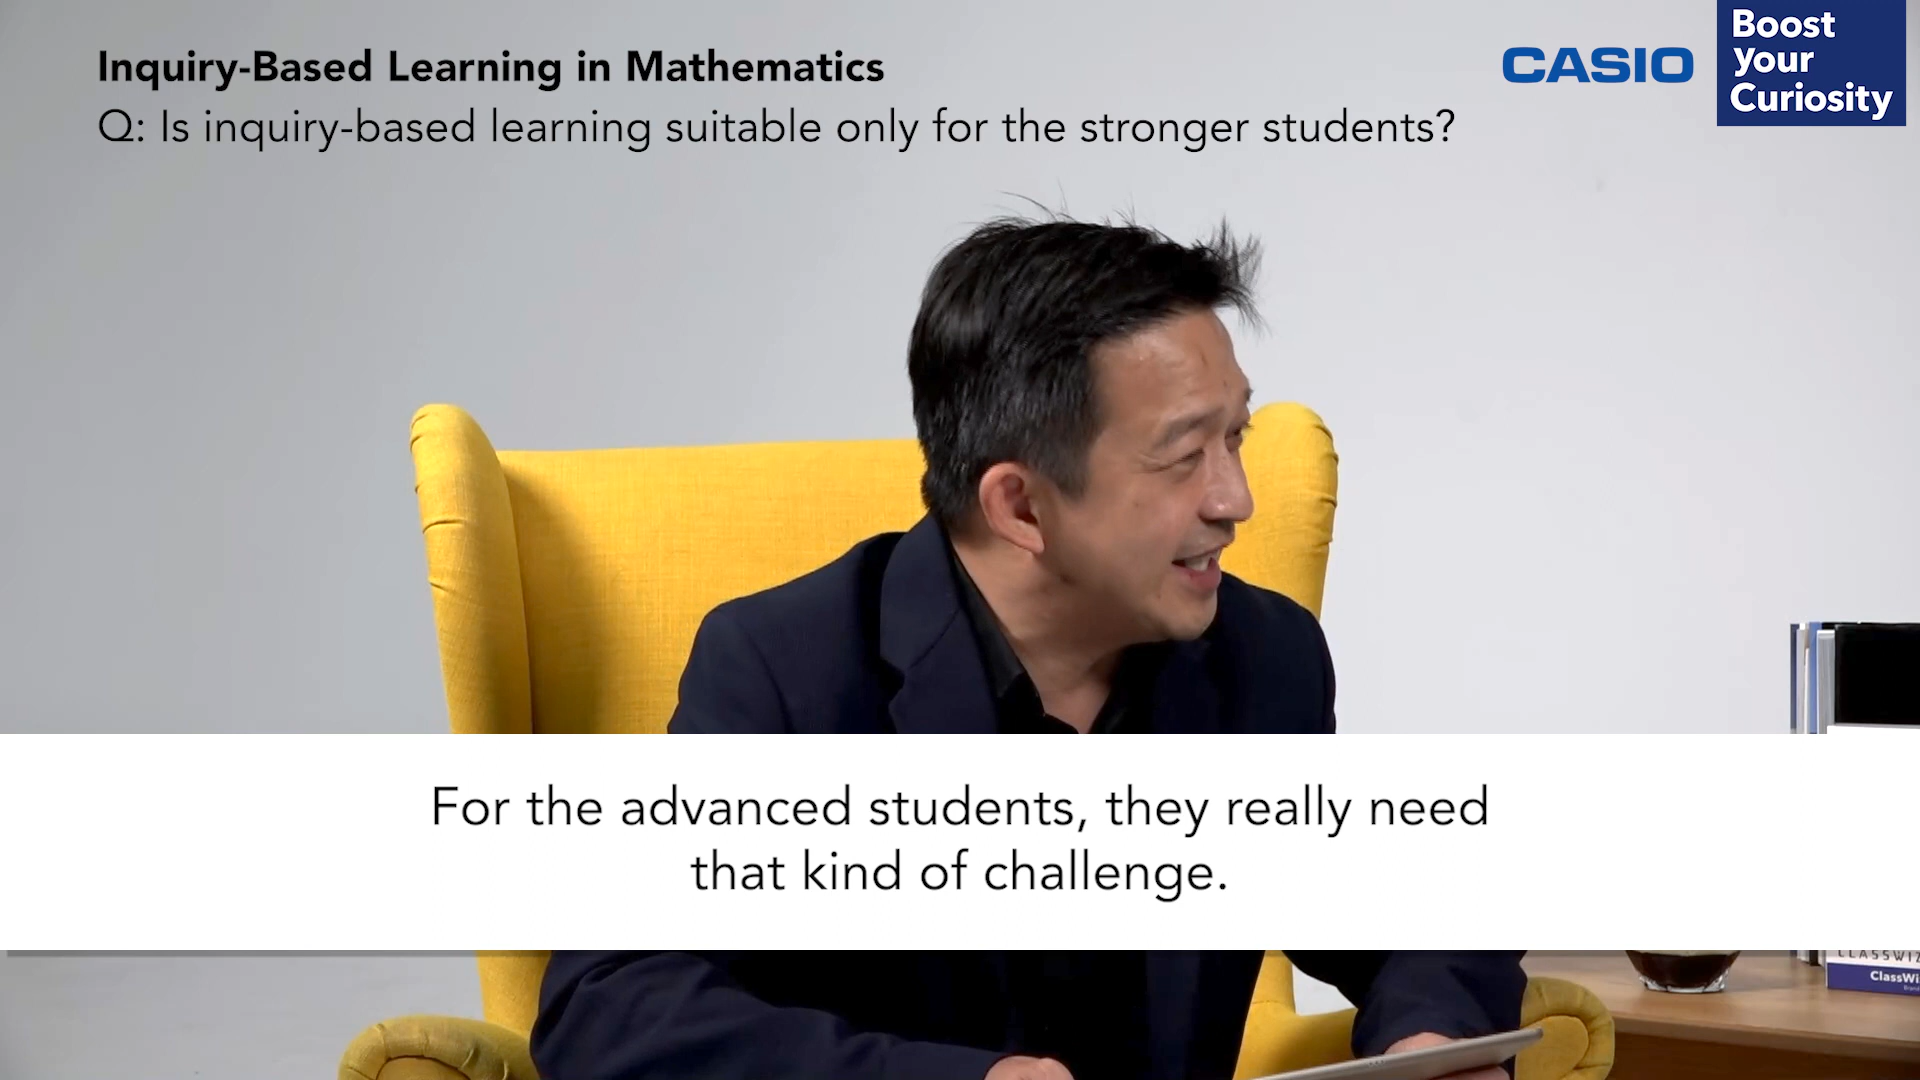 Inquiry-Based Learning in Mathematics
Q: Is inquiry-based learning suitable only for the stronger students?
CASIO
Boost
Your
Curiosity
For the advanced students, they really need
that kind of challenge.